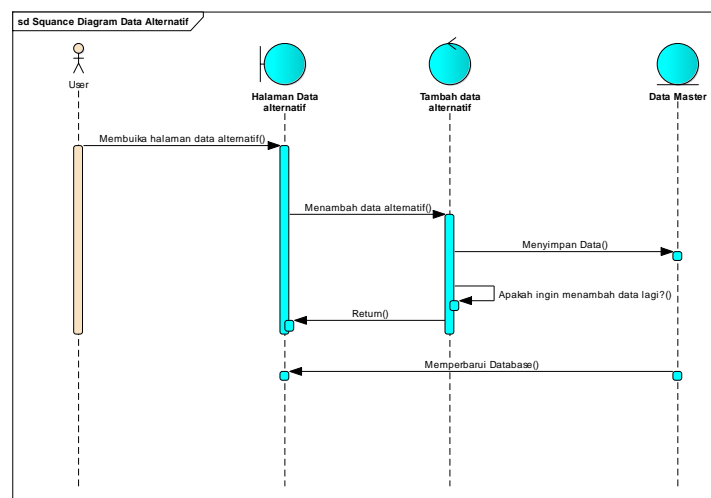 sd Squance Diagram Data Alternatif
User
Halaman Data
alternatif
Tambah data
alternatif
Data Master
Membuika halaman data alternatif()
Menambah data alternatif()
Menyimpan Data()
Apakah ingin menambah data lagi?()
Return()
Memperbarui Database()